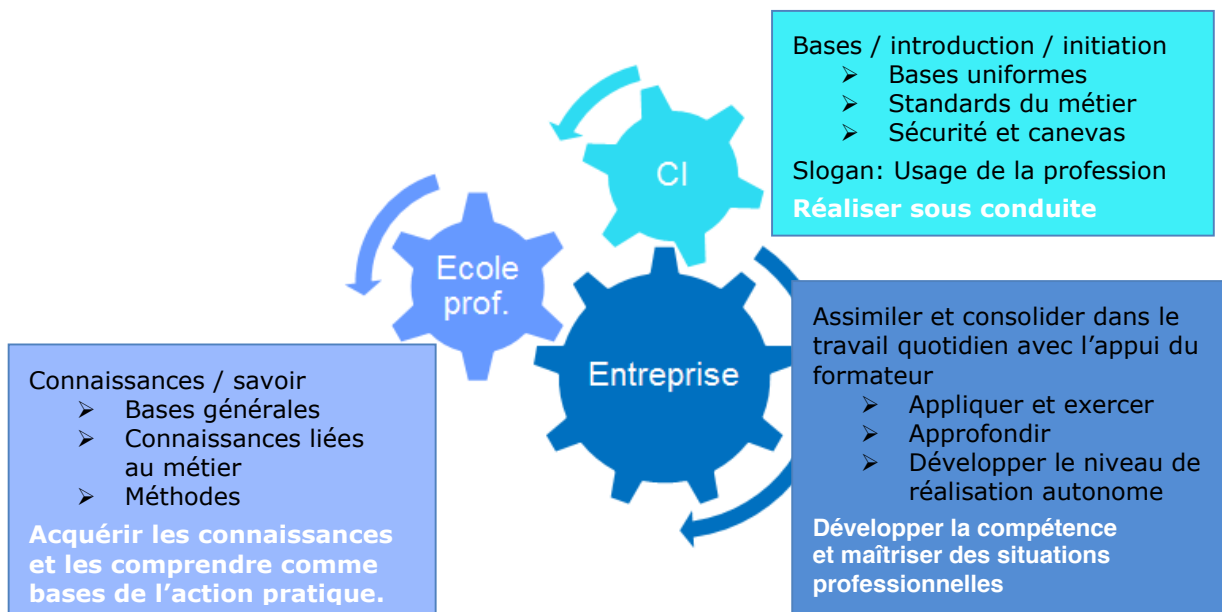 Bases / introduction / initiation
➢ Bases uniformes
➢ Standards du métier
➢ Sécurité et canevas
Slogan: Usage de la profession
Réaliser sous conduite
CI
Ecole
prof.
Entreprise
Assimiler et consolider dans le
travail quotidien avec l’appui du
formateur
➢ Appliquer et exercer
➢ Approfondir
➢ Développer le niveau de
réalisation autonome
Développer la compétence
et maîtriser des situations
professionnelles
Connaissances / savoir
➢ Bases générales
➢ Connaissances liées
au métier
➢ Méthodes
Acquérir les connaissances
et les comprendre comme
bases de l’action pratique.